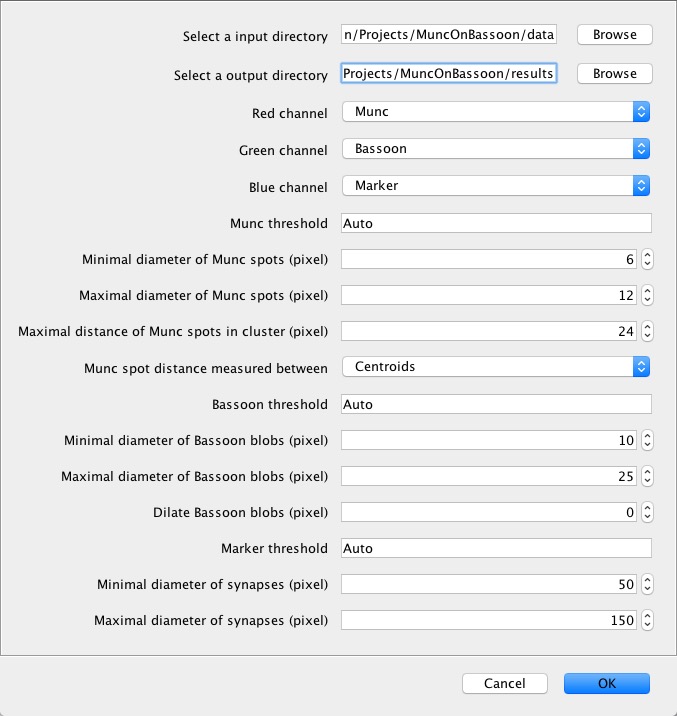 Select a input directory n/Projects/MuncOnBassoon/data Browse
Select a output directory Projects/MuncOnBassoon/results Browse
Red channel Munc
Green channel Bassoon
Blue channel Marker
Munc threshold Auto
Minimal diameter of Munc spots (pixel) 6
Maximal diameter of Munc spots (pixel) 12
Maximal distance of Munc spots in cluster (pixel) 24
Munc spot distance measured between Centroids
Bassoon threshold Auto
Minimal diameter of Bassoon blobs (pixel) 10
Maximal diameter of Bassoon blobs (pixel) 25
Dilate Bassoon blobs (pixel) 0
Marker threshold Auto
Minimal diameter of synapses (pixel) 50
Maximal diameter of synapses (pixel) 150
Cancel OK